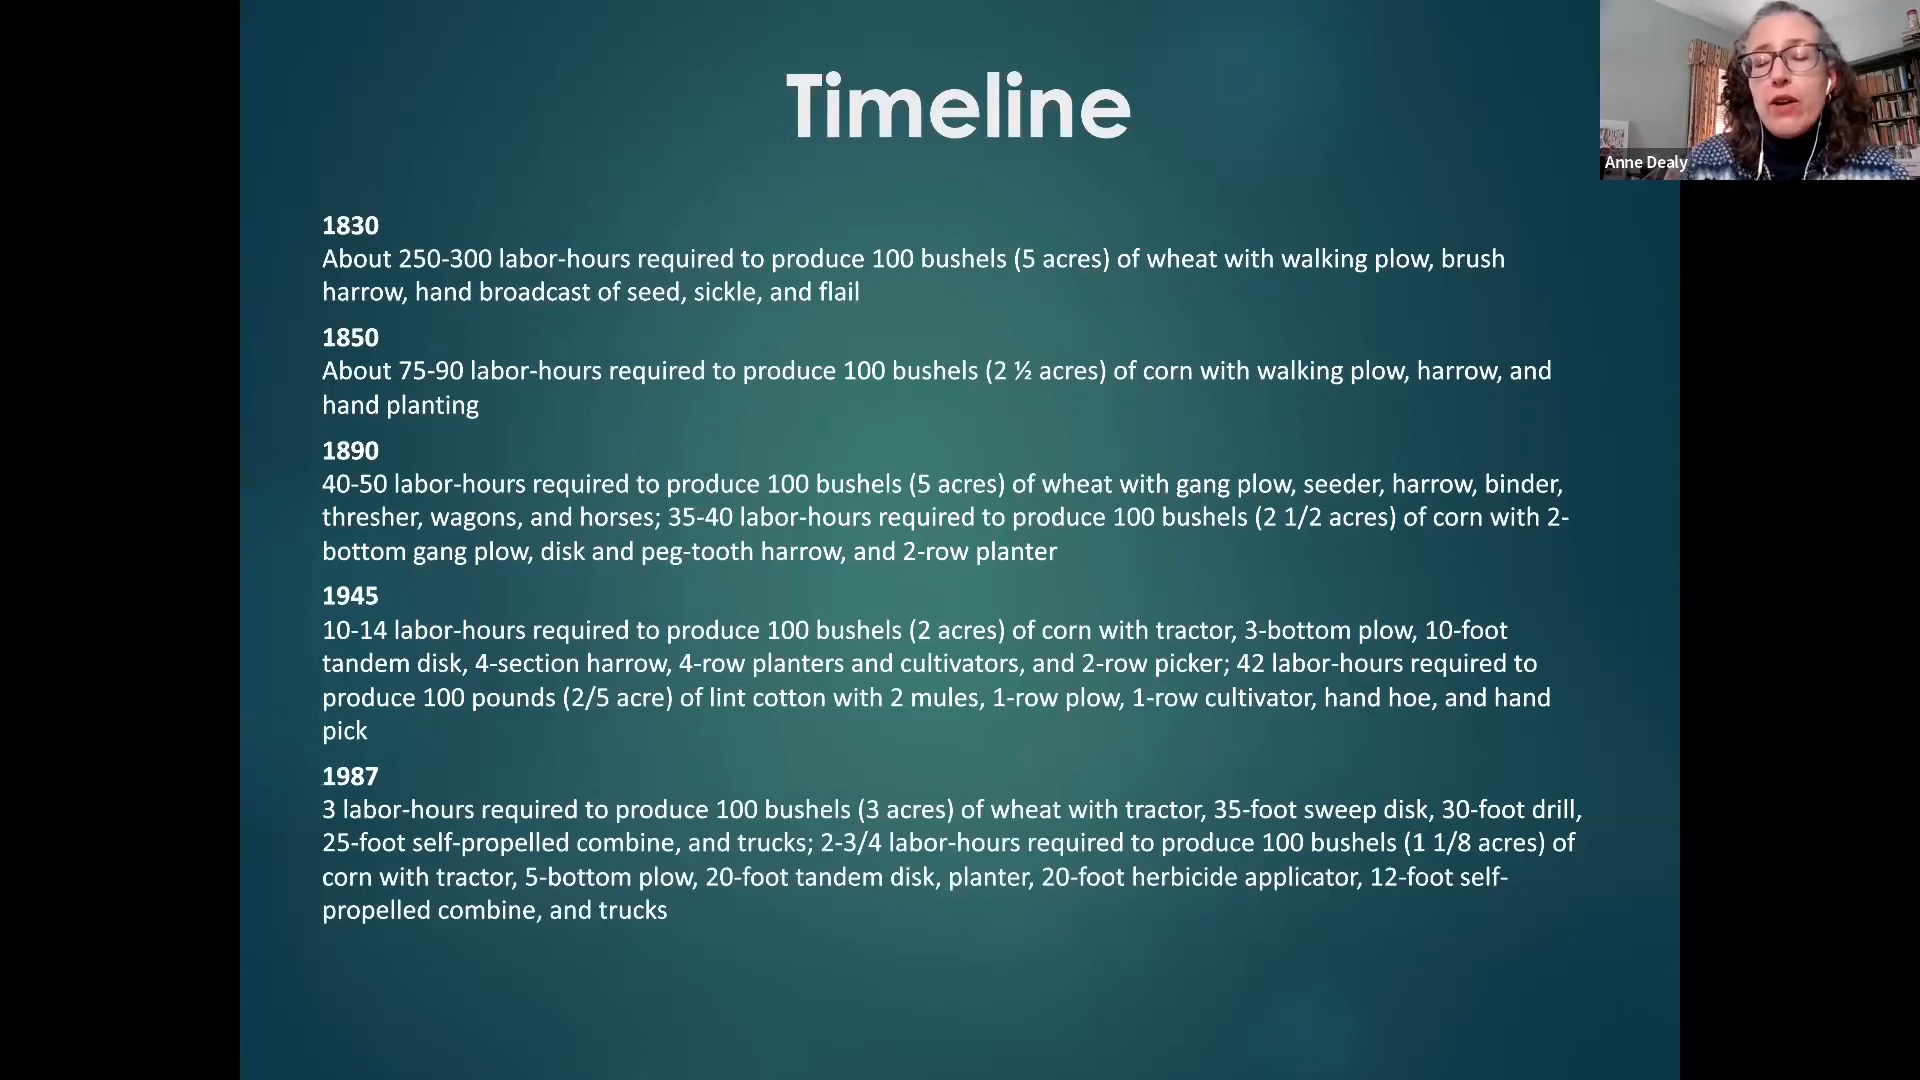 Timeline
Anne Dealy
1830
About 250-300 labor-hours required to produce 100 bushels (5 acres) of wheat with walking plow, brush
harrow, hand broadcast of seed, sickle, and flail
1850
About 75-90 labor-hours required to produce 100 bushels (2 ½ acres) of corn with walking plow, harrow, and
hand planting
1890
40-50 labor-hours required to produce 100 bushels (5 acres) of wheat with gang plow, seeder, harrow, binder,
thresher, wagons, and horses; 35-40 labor-hours required to produce 100 bushels (2 1/2 acres) of corn with 2-
bottom gang plow, disk and peg-tooth harrow, and 2-row planter
1945
10-14 labor-hours required to produce 100 bushels (2 acres) of corn with tractor, 3-bottom plow, 10-foot
tandem disk, 4-section harrow, 4-row planters and cultivators, and 2-row picker; 42 labor-hours required to
produce 100 pounds (2/5 acre) of lint cotton with 2 mules, 1-row plow, 1-row cultivator, hand hoe, and hand
pick
1987
3 labor-hours required to produce 100 bushels (3 acres) of wheat with tractor, 35-foot sweep disk, 30-foot drill,
25-foot self-propelled combine, and trucks; 2-3/4 labor-hours required to produce 100 bushels (1 1/8 acres) of
corn with tractor, 5-bottom plow, 20-foot tandem disk, planter, 20-foot herbicide applicator, 12-foot self-
propelled combine, and trucks